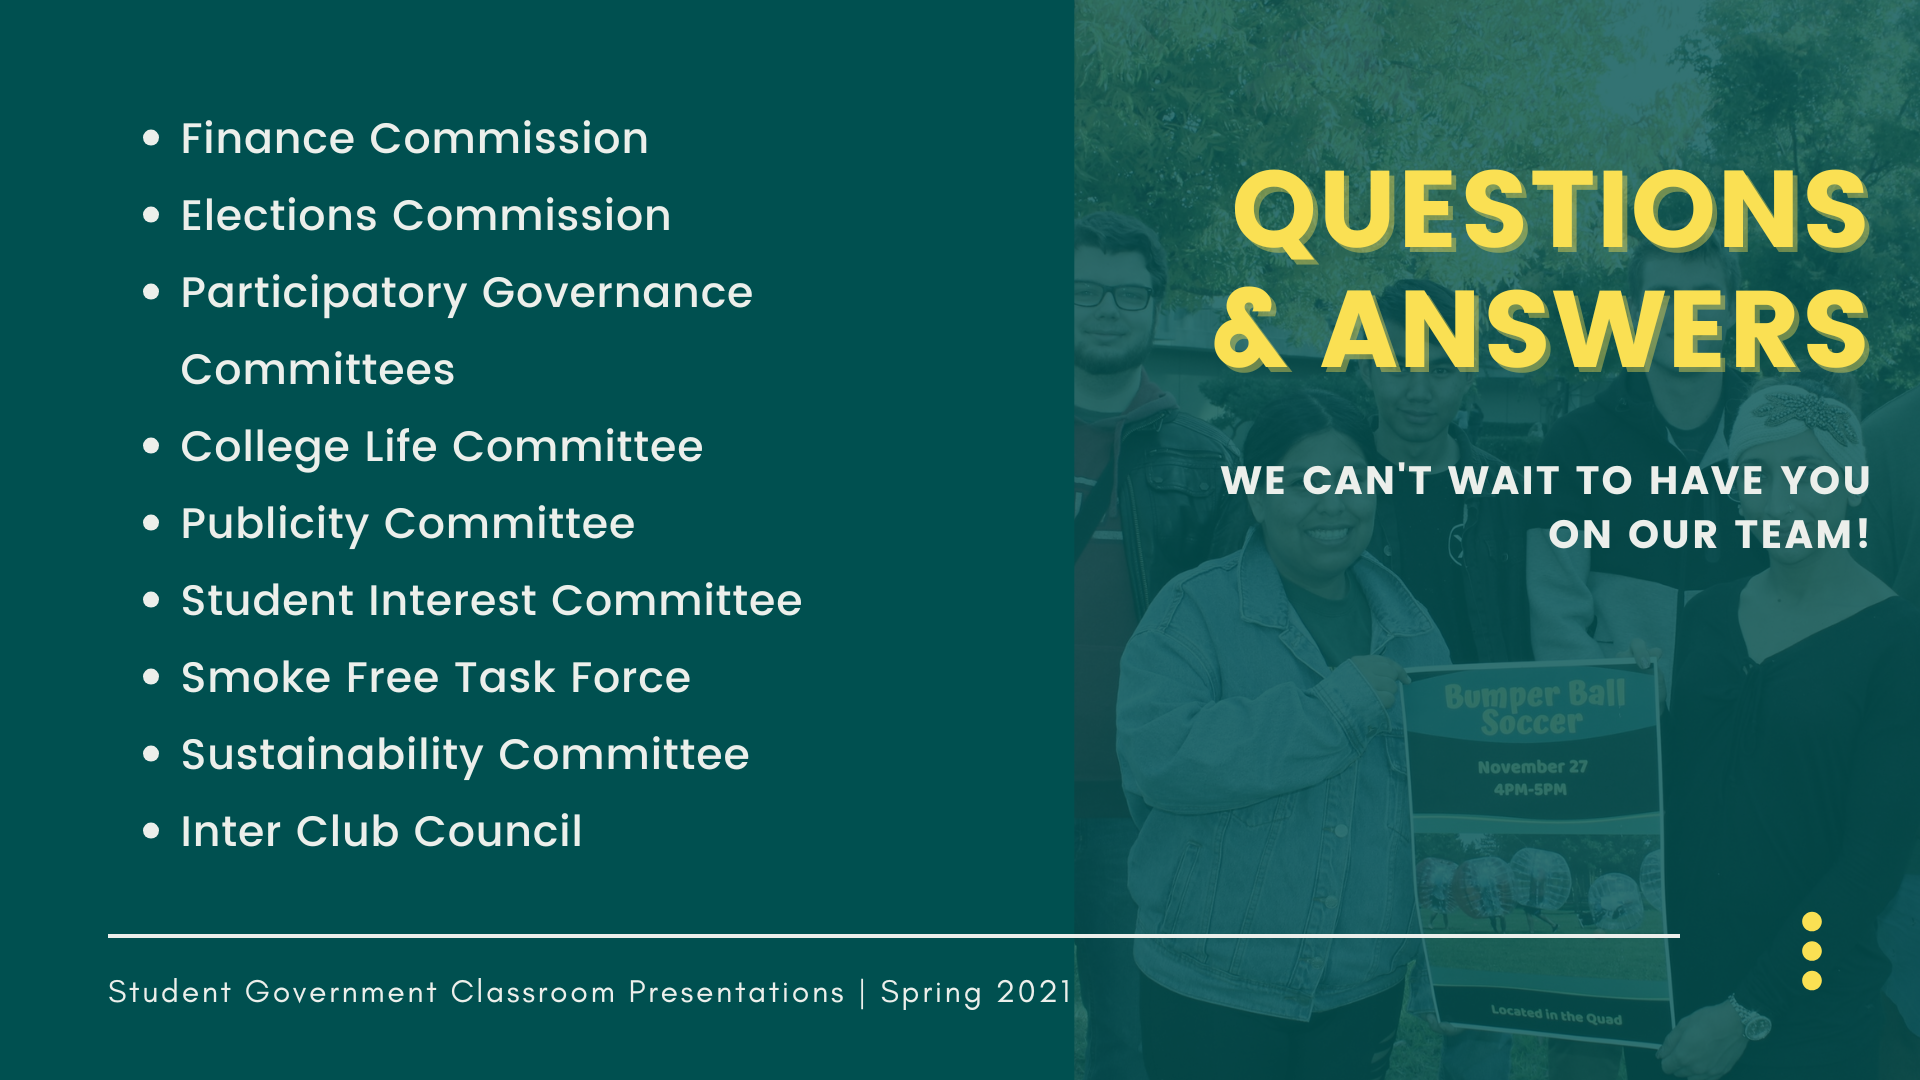 Finance Commission
Elections Commission
Participatory Governance
Committees
College Life Committee
Publicity Committee
Student Interest Committee
Smoke Free Task Force
Sustainability Committee
Inter Club Council
Student Government Classroom Presentations | Spring 2021
QUESTIONS
& ANSWERS
WE CAN'T WAIT TO HAVE YOU
ON OUR TEAM!
Bumper Ball
Soccer
November 27
4PM-5PM
Located in the Quad